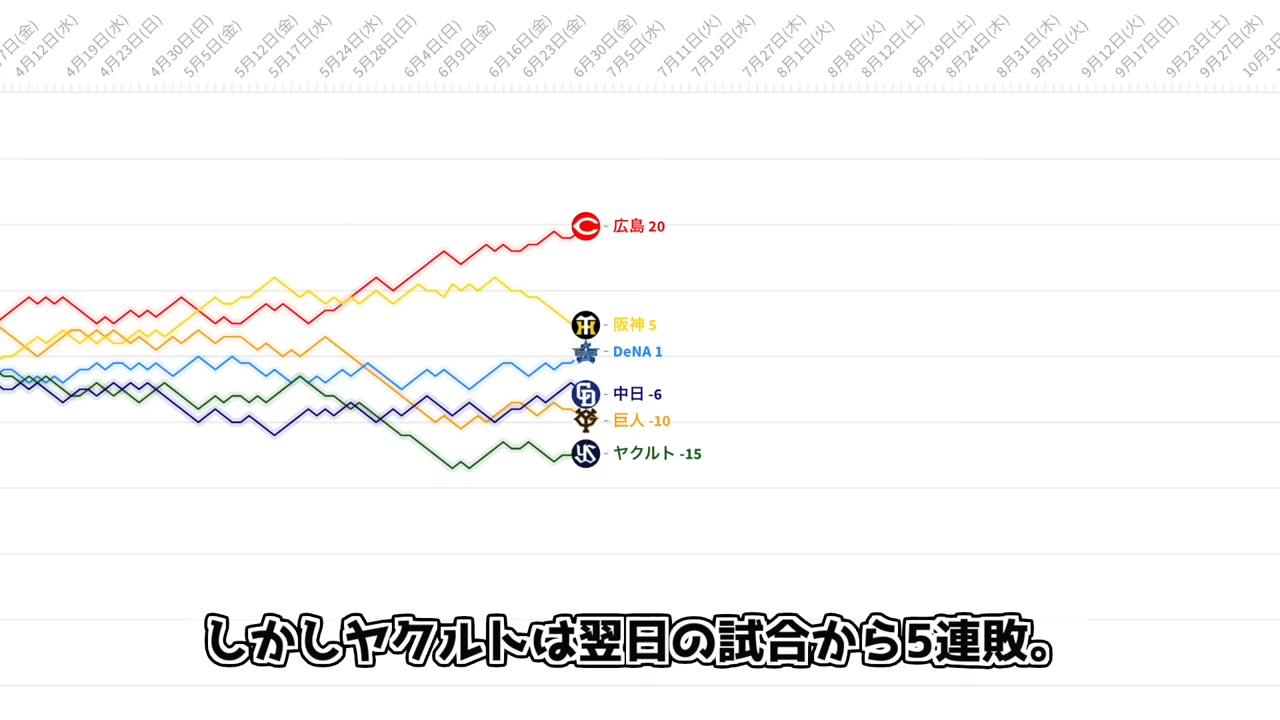 4月12日(水)
4月19日(水)
4月23日(日)
4月30日(日)
5月5日(金)
5月12日(金)
5月17日(水)
5月24日(水)
5月28日(日)
6月4日(日)
6月9日(金)
6月16日(金)
6月23日(金)
6月30日(金)
7月5日(水)
7月11日(火)
7月19日(水)
7月27日(木)
8月1日(火)
8月8日(火)
8月12日(土)
8月19日(土)
8月24日(木)
8月31日(木)
9月5日(火)
9月12日(火)
9月17日(日)
9月23日(土)
9月27日(水)
広島 20
阪神 5
DeNA 1
中日 -6
巨人 -10
ヤクルト -15
しかしヤクルトは翌日の試合から5連敗。